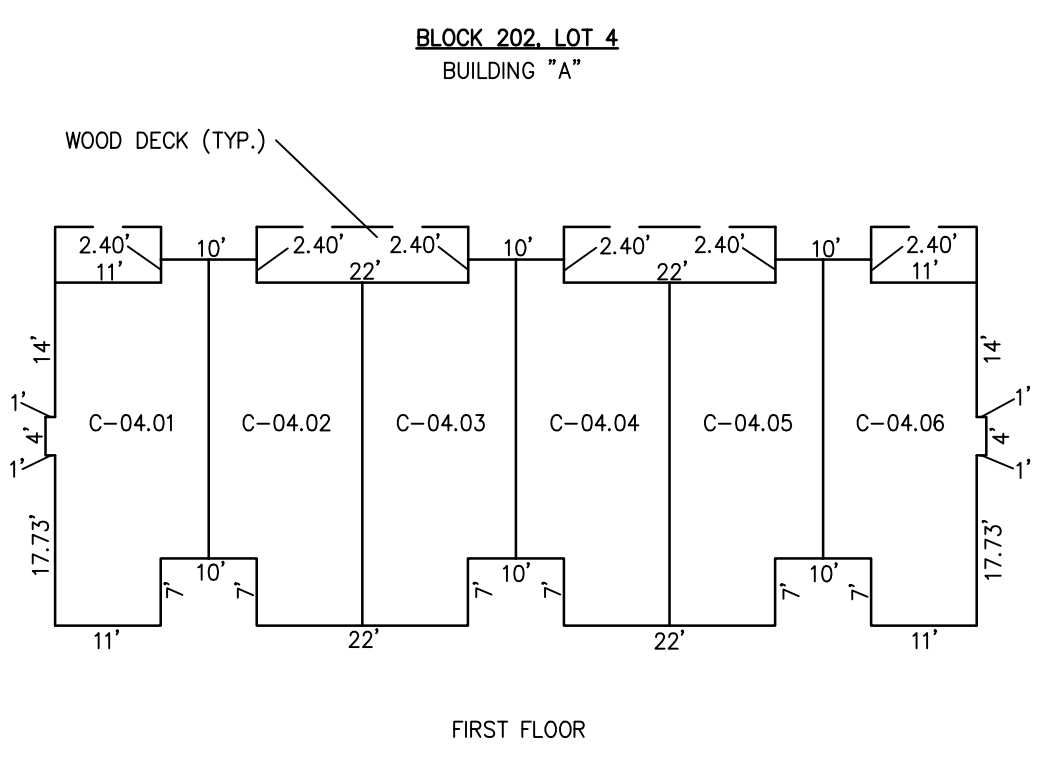 BLOCK 202, LOT 4
BUILDING "A"
WOOD DECK (TYP.)
2.40' 10' 2.40' 2.40' 10' 2.40' 2.40' 10' 2.40'
11' 22' 22' 11'
14' 14'
1' 1'
C-04.01 C-04.02 C-04.03 C-04.04 C-04.05 C-04.06
4' 4'
1' 1'
17.73' 17.73'
10' 10' 10'
7' 7' 7' 7' 7' 7'
11' 22' 22' 11'
FIRST FLOOR